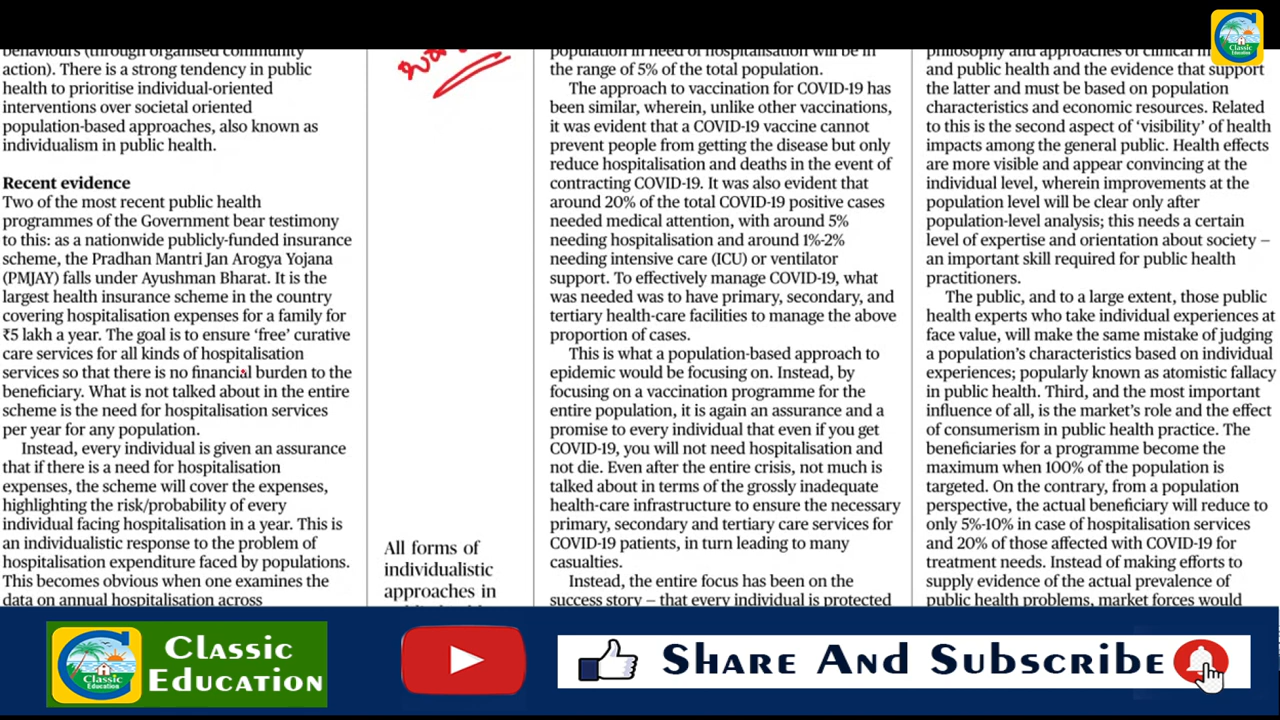 behaviours (through organised community
action). There is a strong tendency in public
health to prioritise individual-oriented
interventions over societal oriented
population-based approaches, also known as
individualism in public health.
Recent evidence
Two of the most recent public health
programmes of the Government bear testimony
to this: as a nationwide publicly-funded insurance
scheme, the Pradhan Mantri Jan Arogya Yojana
(PMJAY) falls under Ayushman Bharat. It is the
largest health insurance scheme in the country
covering hospitalisation expenses for a family for
₹5 lakh a year. The goal is to ensure ‘free’ curative
care services for all kinds of hospitalisation
services so that there is no financial burden to the
beneficiary. What is not talked about in the entire
scheme is the need for hospitalisation services
per year for any population.
Instead, every individual is given an assurance
that if there is a need for hospitalisation
expenses, the scheme will cover the expenses,
highlighting the risk/probability of every
individual facing hospitalisation in a year. This is
an individualistic response to the problem of
hospitalisation expenditure faced by populations.
This becomes obvious when one examines the
data on annual hospitalisation across
All forms of
individualistic
approaches in
population in need of hospitalisation will be in
the range of 5% of the total population.
The approach to vaccination for COVID-19 has
been similar, wherein, unlike other vaccinations,
it was evident that a COVID-19 vaccine cannot
prevent people from getting the disease but only
reduce hospitalisation and deaths in the event of
contracting COVID-19. It was also evident that
around 20% of the total COVID-19 positive cases
needed medical attention, with around 5%
needing hospitalisation and around 1%-2%
needing intensive care (ICU) or ventilator
support. To effectively manage COVID-19, what
was needed was to have primary, secondary, and
tertiary health-care facilities to manage the above
proportion of cases.
This is what a population-based approach to
epidemic would be focusing on. Instead, by
focusing on a vaccination programme for the
entire population, it is again an assurance and a
promise to every individual that even if you get
COVID-19, you will not need hospitalisation and
not die. Even after the entire crisis, not much is
talked about in terms of the grossly inadequate
health-care infrastructure to ensure the necessary
primary, secondary and tertiary care services for
COVID-19 patients, in turn leading to many
casualties.
Instead, the entire focus has been on the
success story — that every individual is protected
philosophy and approaches of clinical
and public health and the evidence that support
the latter and must be based on population
characteristics and economic resources. Related
to this is the second aspect of ‘visibility’ of health
impacts among the general public. Health effects
are more visible and appear convincing at the
individual level, wherein improvements at the
population level will be clear only after
population-level analysis; this needs a certain
level of expertise and orientation about society —
an important skill required for public health
practitioners.
The public, and to a large extent, those public
health experts who take individual experiences at
face value, will make the same mistake of judging
a population’s characteristics based on individual
experiences; popularly known as atomistic fallacy
in public health. Third, and the most important
influence of all, is the market’s role and the effect
of consumerism in public health practice. The
beneficiaries for a programme become the
maximum when 100% of the population is
targeted. On the contrary, from a population
perspective, the actual beneficiary will reduce to
only 5%-10% in case of hospitalisation services
and 20% of those affected with COVID-19 for
treatment needs. Instead of making efforts to
supply evidence of the actual prevalence of
public health problems, market forces would
Classic
Education
Classic
Education
Classic
Education
Share And Subscribe